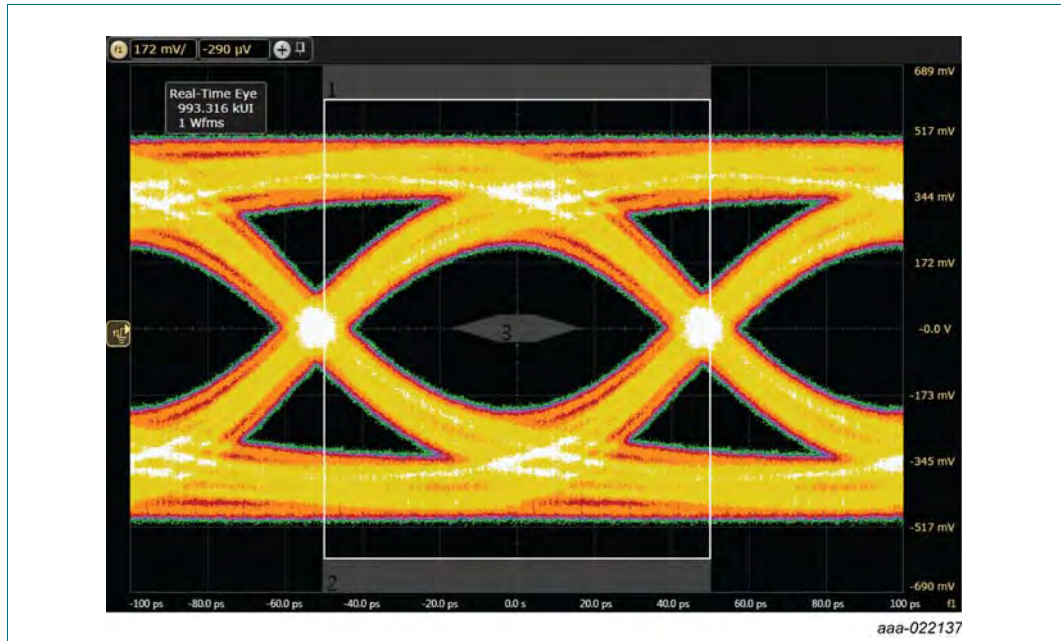 f1 172 mV/ -290 µV
1
Real-Time Eye
993.316 kUI
1 Wfms
689 mV
517 mV
344 mV
172 mV
3
-0.0 V
-173 mV
-345 mV
-517 mV
2
-690 mV
-100 ps -80.0 ps -60.0 ps -40.0 ps -20.0 ps 0.0 s 20.0 ps 40.0 ps 60.0 ps 80.0 ps 100 ps f1
aaa-022137